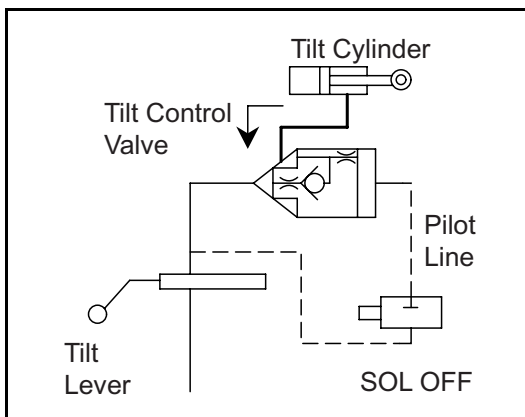 Tilt Cylinder
Tilt Control
Valve
Pilot
Line
Tilt
Lever
SOL OFF